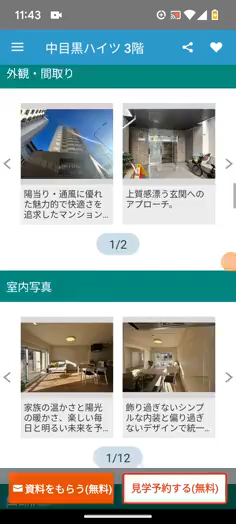 11:43
中目黒ハイツ 3階
外観・間取り
陽当り・通風に優れ
た魅力的で快適さを
追求したマンション...
上質感漂う玄関への
アプローチ。
1/2
室内写真
家族の温かさと陽光
の暖かさ、楽しい毎
日と明るい未来を予...
飾り過ぎないシンプ
ルな内装と偏り過ぎ
ないデザインで統一...
1/12
資料をもらう(無料)
見学予約する(無料)